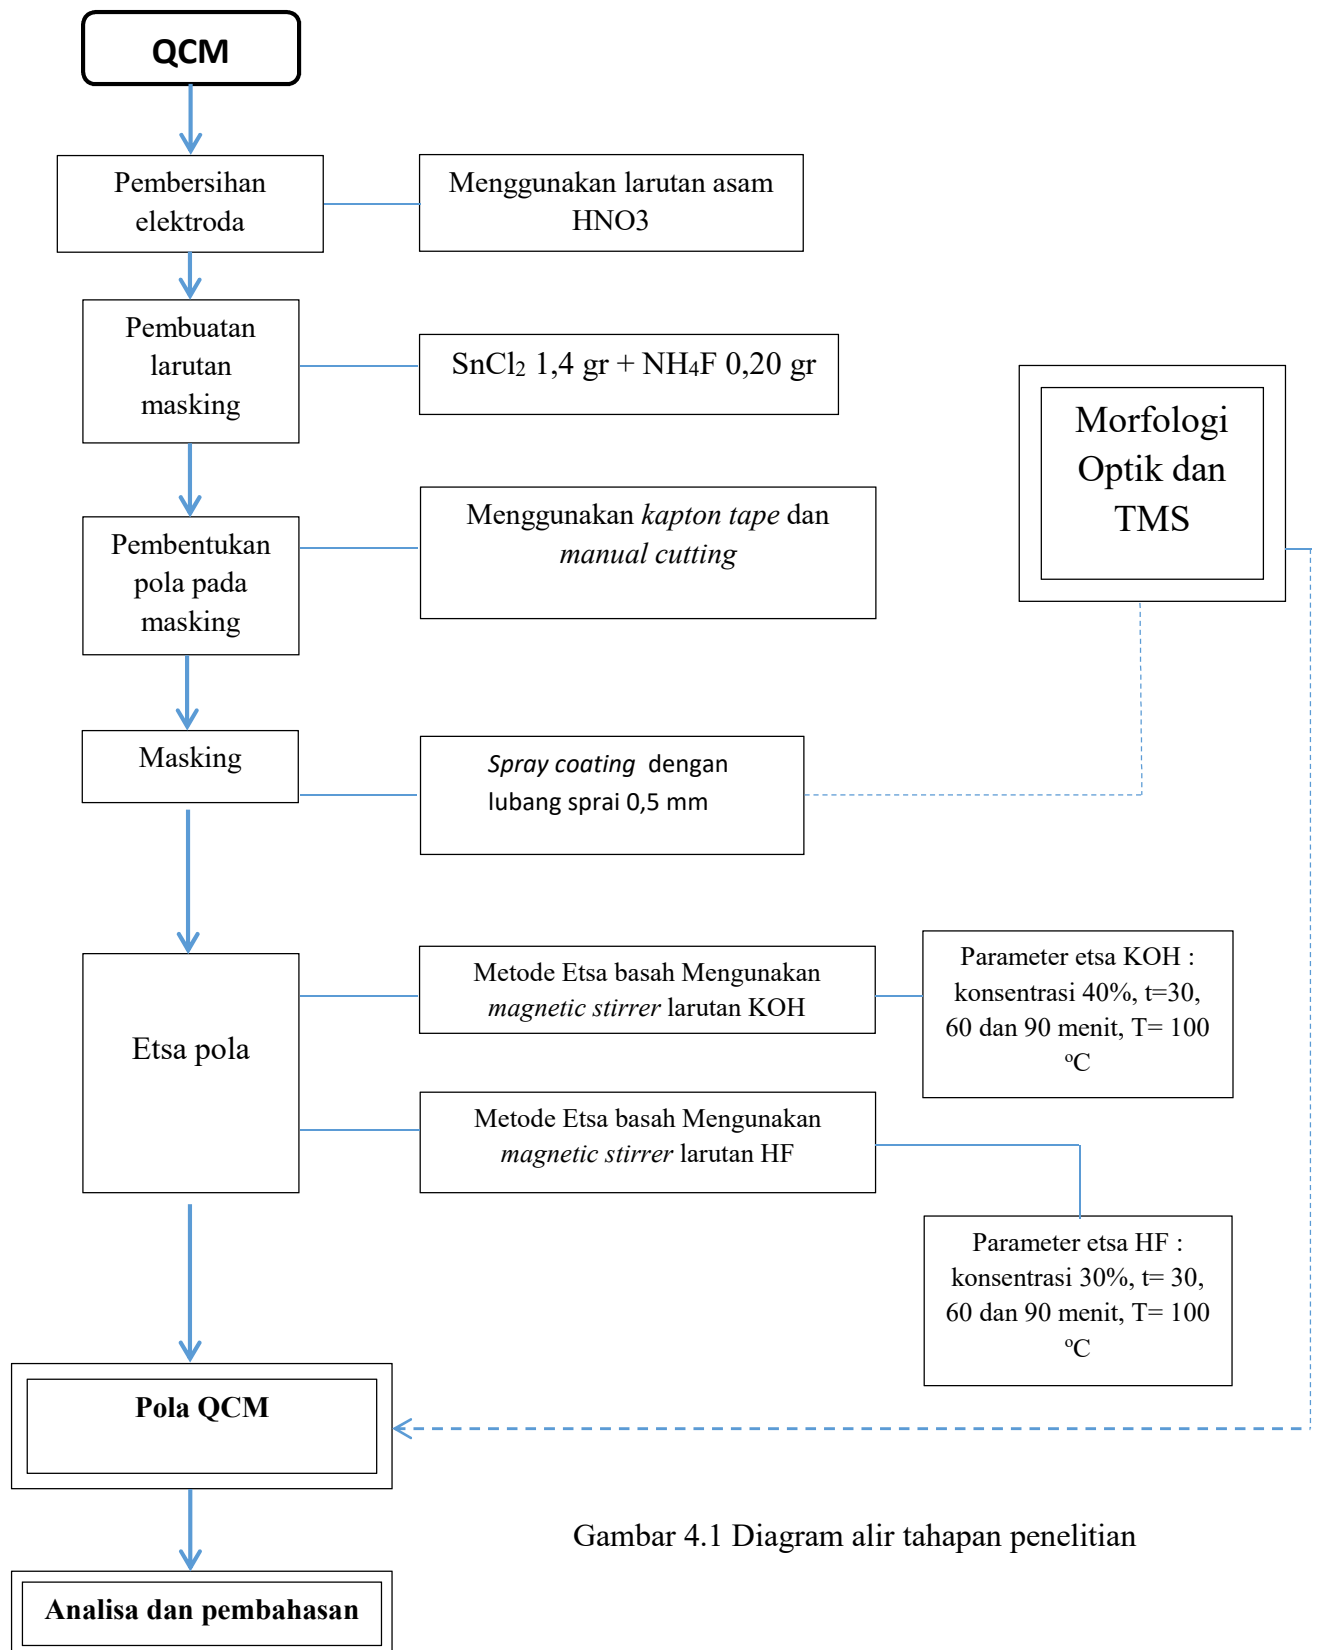 QCM
Pembersihan
elektroda
Menggunakan larutan asam
HNO3
Pembuatan
larutan
masking
SnCl₂ 1,4 gr + NH₄F 0,20 gr
Morfologi
Optik dan
TMS
Pembentukan
pola pada
masking
Menggunakan kapton tape dan
manual cutting
Masking
Spray coating dengan
lubang sprai 0,5 mm
Etsa pola
Metode Etsa basah Mengunakan
magnetic stirrer larutan KOH
Parameter etsa KOH :
konsentrasi 40%, t=30,
60 dan 90 menit, T= 100
ºC
Metode Etsa basah Mengunakan
magnetic stirrer larutan HF
Parameter etsa HF :
konsentrasi 30%, t= 30,
60 dan 90 menit, T= 100
ºC
Pola QCM
Gambar 4.1 Diagram alir tahapan penelitian
Analisa dan pembahasan